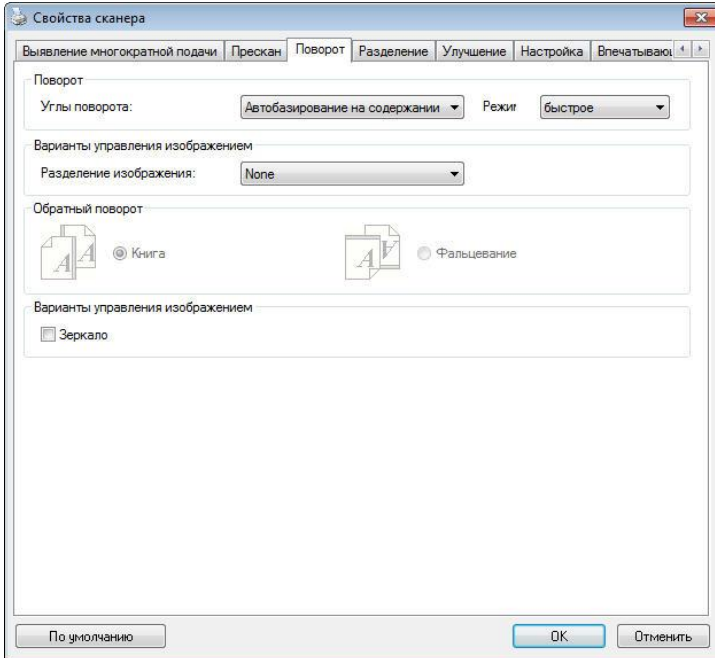 Свойства сканера
Выявление многократной подачи Прескан Поворот Разделение Улучшение Настройка Впечатываю
Поворот
Углы поворота: Автобазирование на содержании Режи быстрое
Варианты управления изображением
Разделение изображения: None
Обратный поворот
Книга Фальцевание
Варианты управления изображением
Зеркало
По умолчанию OK Отменить